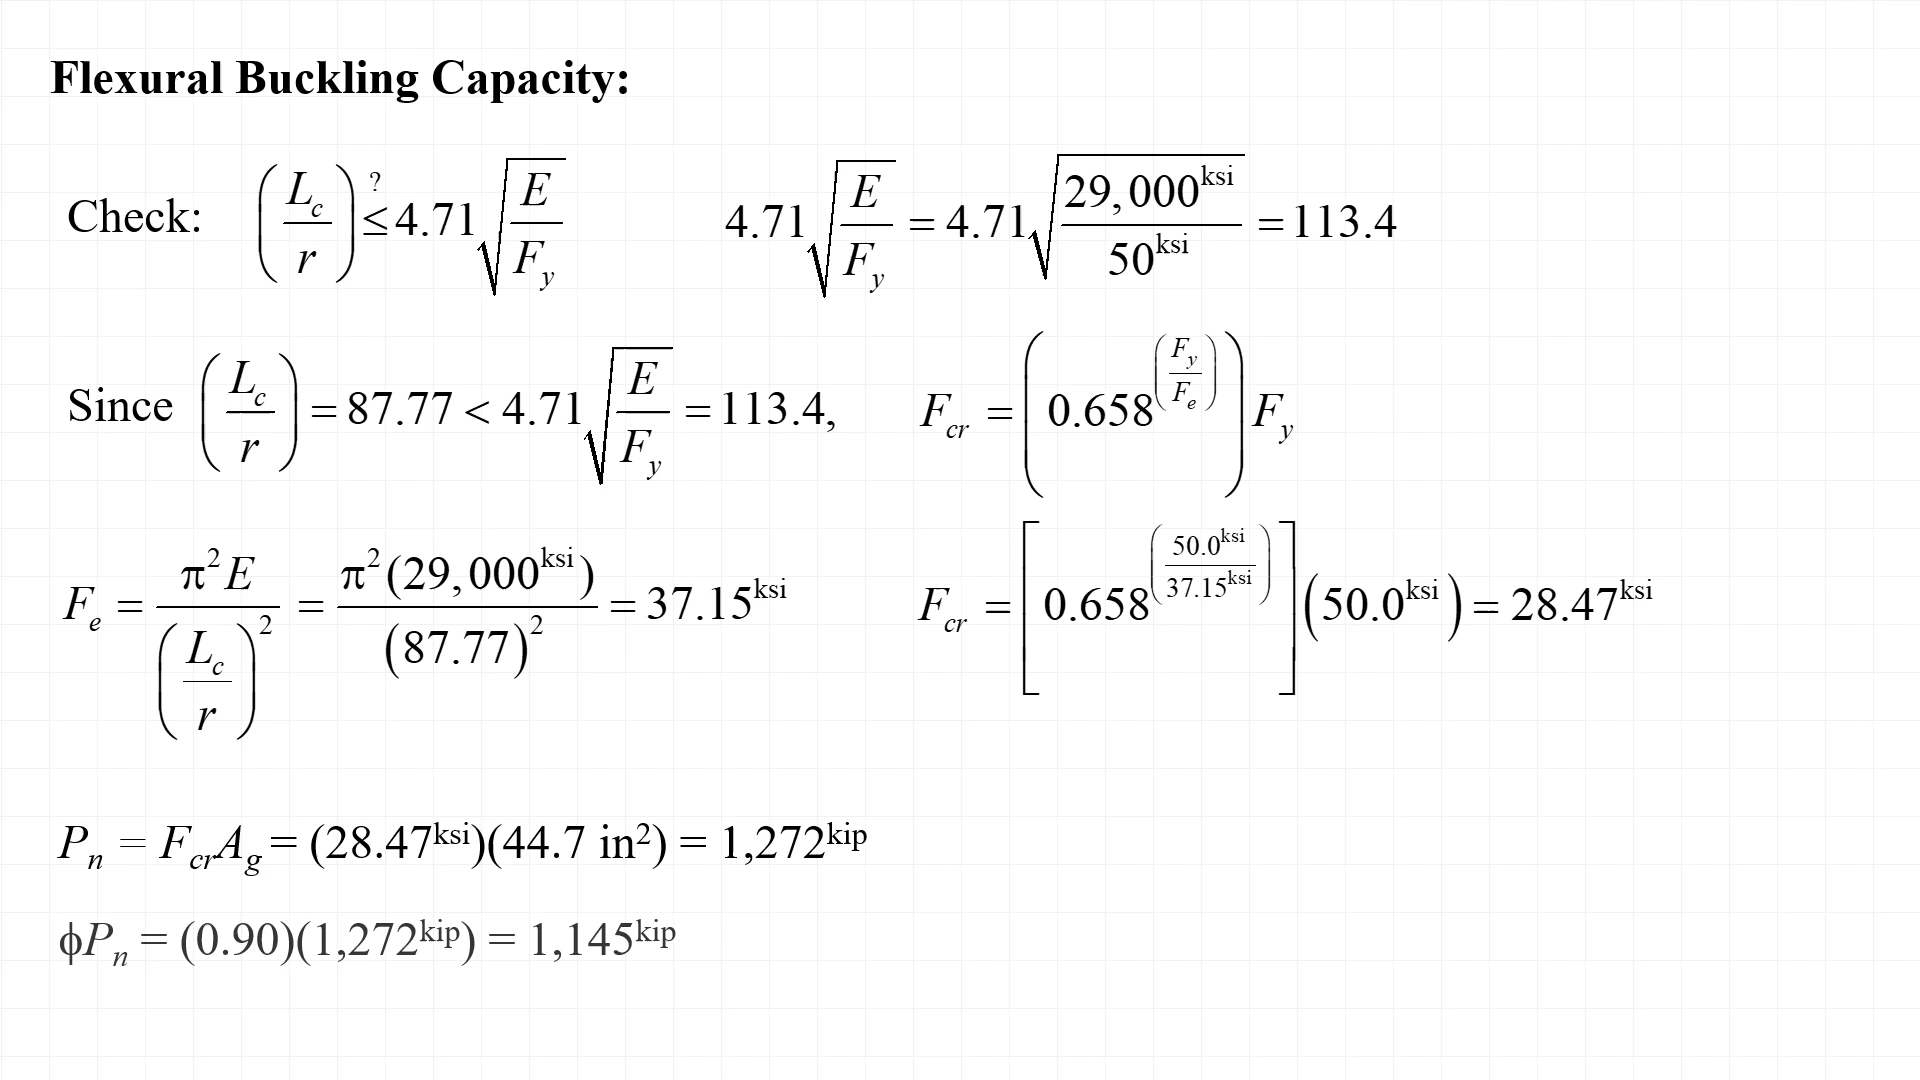 Flexural Buckling Capacity:
Check: (L_c / r) ≤? 4.71 √(E / F_y)   4.71 √(E / F_y) = 4.71 √(29,000^ksi / 50^ksi) = 113.4
Since (L_c / r) = 87.77 < 4.71 √(E / F_y) = 113.4,   F_cr = (0.658^(F_y / F_e)) F_y
F_e = π² E / (L_c / r)² = π² (29,000^ksi) / (87.77)² = 37.15^ksi   F_cr = [0.658^(50.0^ksi / 37.15^ksi)] (50.0^ksi) = 28.47^ksi
P_n = F_cr A_g = (28.47^ksi)(44.7 in²) = 1,272^kip
ϕP_n = (0.90)(1,272^kip) = 1,145^kip